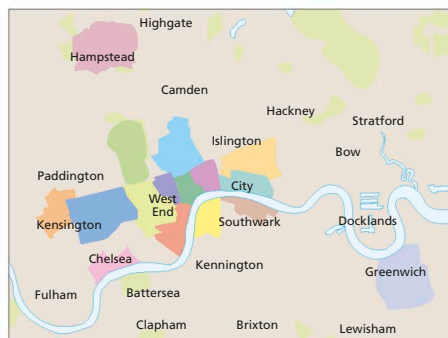 Highgate
Hampstead
Camden
Hackney
Stratford
Islington
Bow
Paddington
City
West
End
Kensington
Southwark
Docklands
Chelsea
Kennington
Greenwich
Fulham
Battersea
Clapham
Brixton
Lewisham